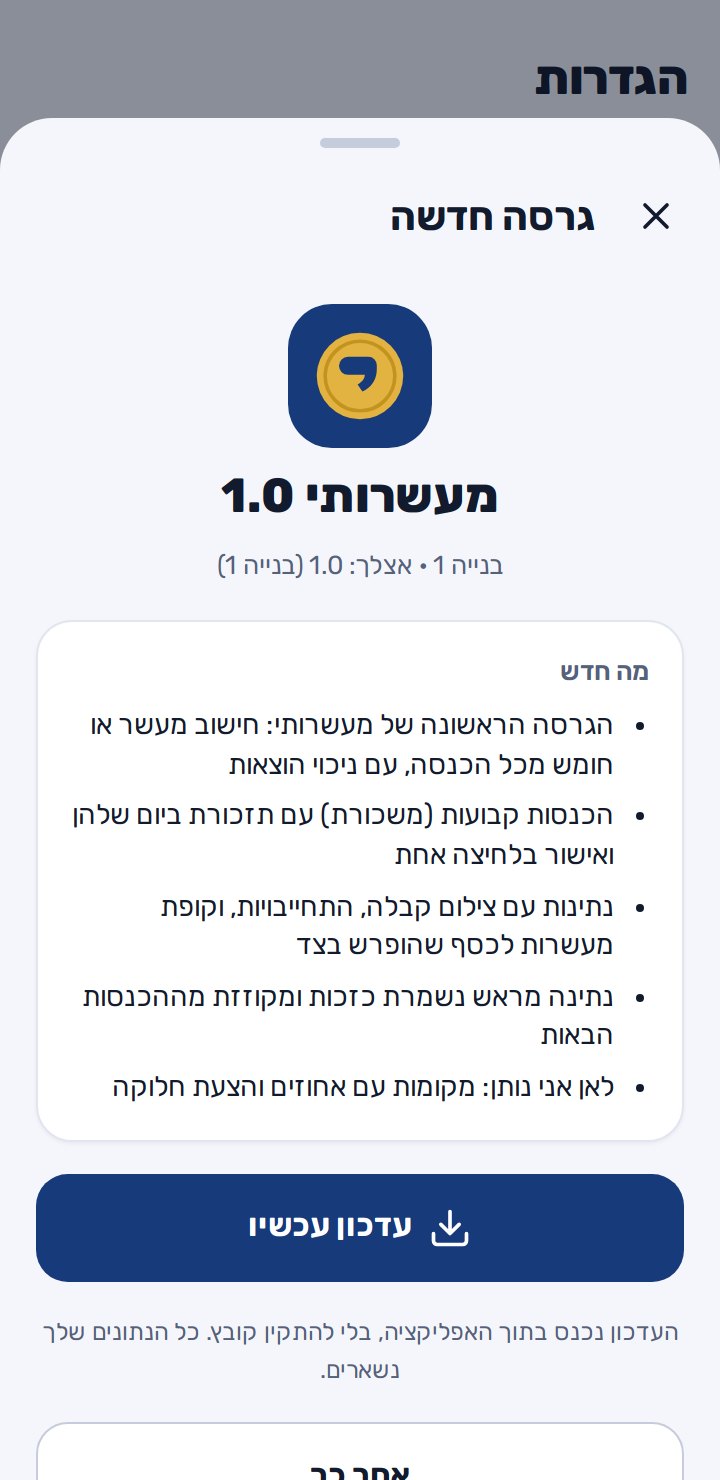 הגדרות
גרסה חדשה
מעשרותי 1.0
בנייה 1 • אצלך: 1.0 (בנייה 1)
מה חדש
• הגרסה הראשונה של מעשרותי: חישוב מעשר או
חומש מכל הכנסה, עם ניכוי הוצאות
• הכנסות קבועות (משכורת) עם תזכורת ביום שלהן
ואישור בלחיצה אחת
• נתינות עם צילום קבלה, התחייבויות, וקופת
מעשרות לכסף שהופרש בצד
• נתינה מראש נשמרת כזכות ומקוזזת מההכנסות
הבאות
• לאן אני נותן: מקומות עם אחוזים והצעת חלוקה
עדכון עכשיו
העדכון נכנס בתוך האפליקציה, בלי להתקין קובץ. כל הנתונים שלך
נשארים.
אחר כך